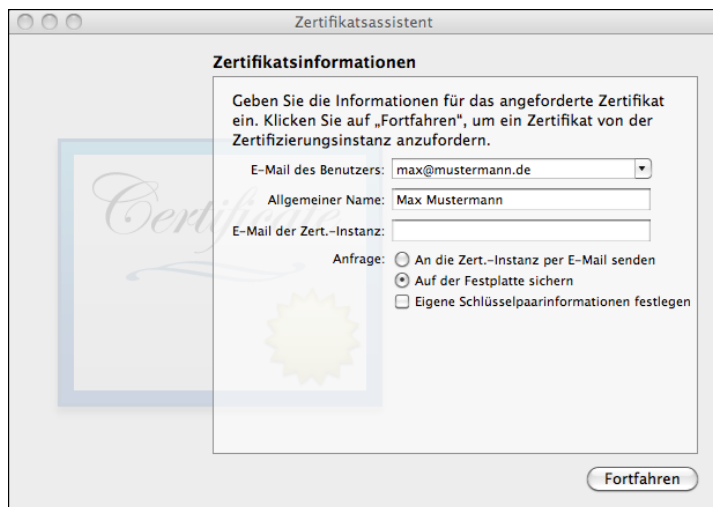 Zertifikatsassistent
Zertifikatsinformationen
Geben Sie die Informationen für das angeforderte Zertifikat
ein. Klicken Sie auf „Fortfahren“, um ein Zertifikat von der
Zertifizierungsinstanz anzufordern.
E-Mail des Benutzers: max@mustermann.de
Allgemeiner Name: Max Mustermann
E-Mail der Zert.-Instanz:
Anfrage: An die Zert.-Instanz per E-Mail senden
Auf der Festplatte sichern
Eigene Schlüsselpaarinformationen festlegen
Certificate
Fortfahren